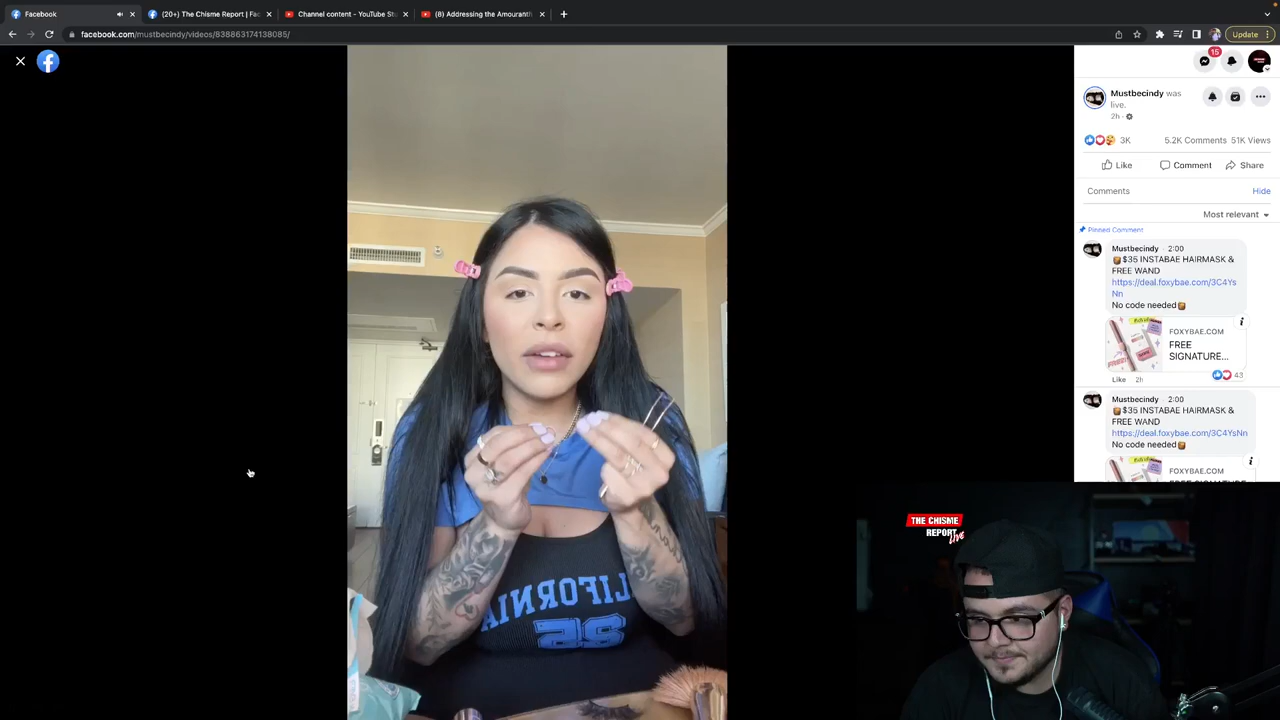 Facebook
(20+) The Chisme Report | Fac
Channel content - YouTube St
(8) Addressing the Amouranth
facebook.com/mustbecindy/videos/838863174138085/
Update
15
Mustbecindy was
live.
2h
3K
5.2K Comments 51K Views
Like
Comment
Share
Comments
Hide
Most relevant
Pinned Comment
Mustbecindy · 2:00
$35 INSTABAE HAIRMASK &
FREE WAND
https://deal.foxybae.com/3C4Ys
Nn
No code needed
FOXYBAE.COM
FREE
SIGNATURE...
43
Like 2h
Mustbecindy · 2:00
$35 INSTABAE HAIRMASK &
FREE WAND
https://deal.foxybae.com/3C4YsNn
No code needed
FOXYBAE.COM
THE CHISME
REPORT
Live
CALIFORNIA